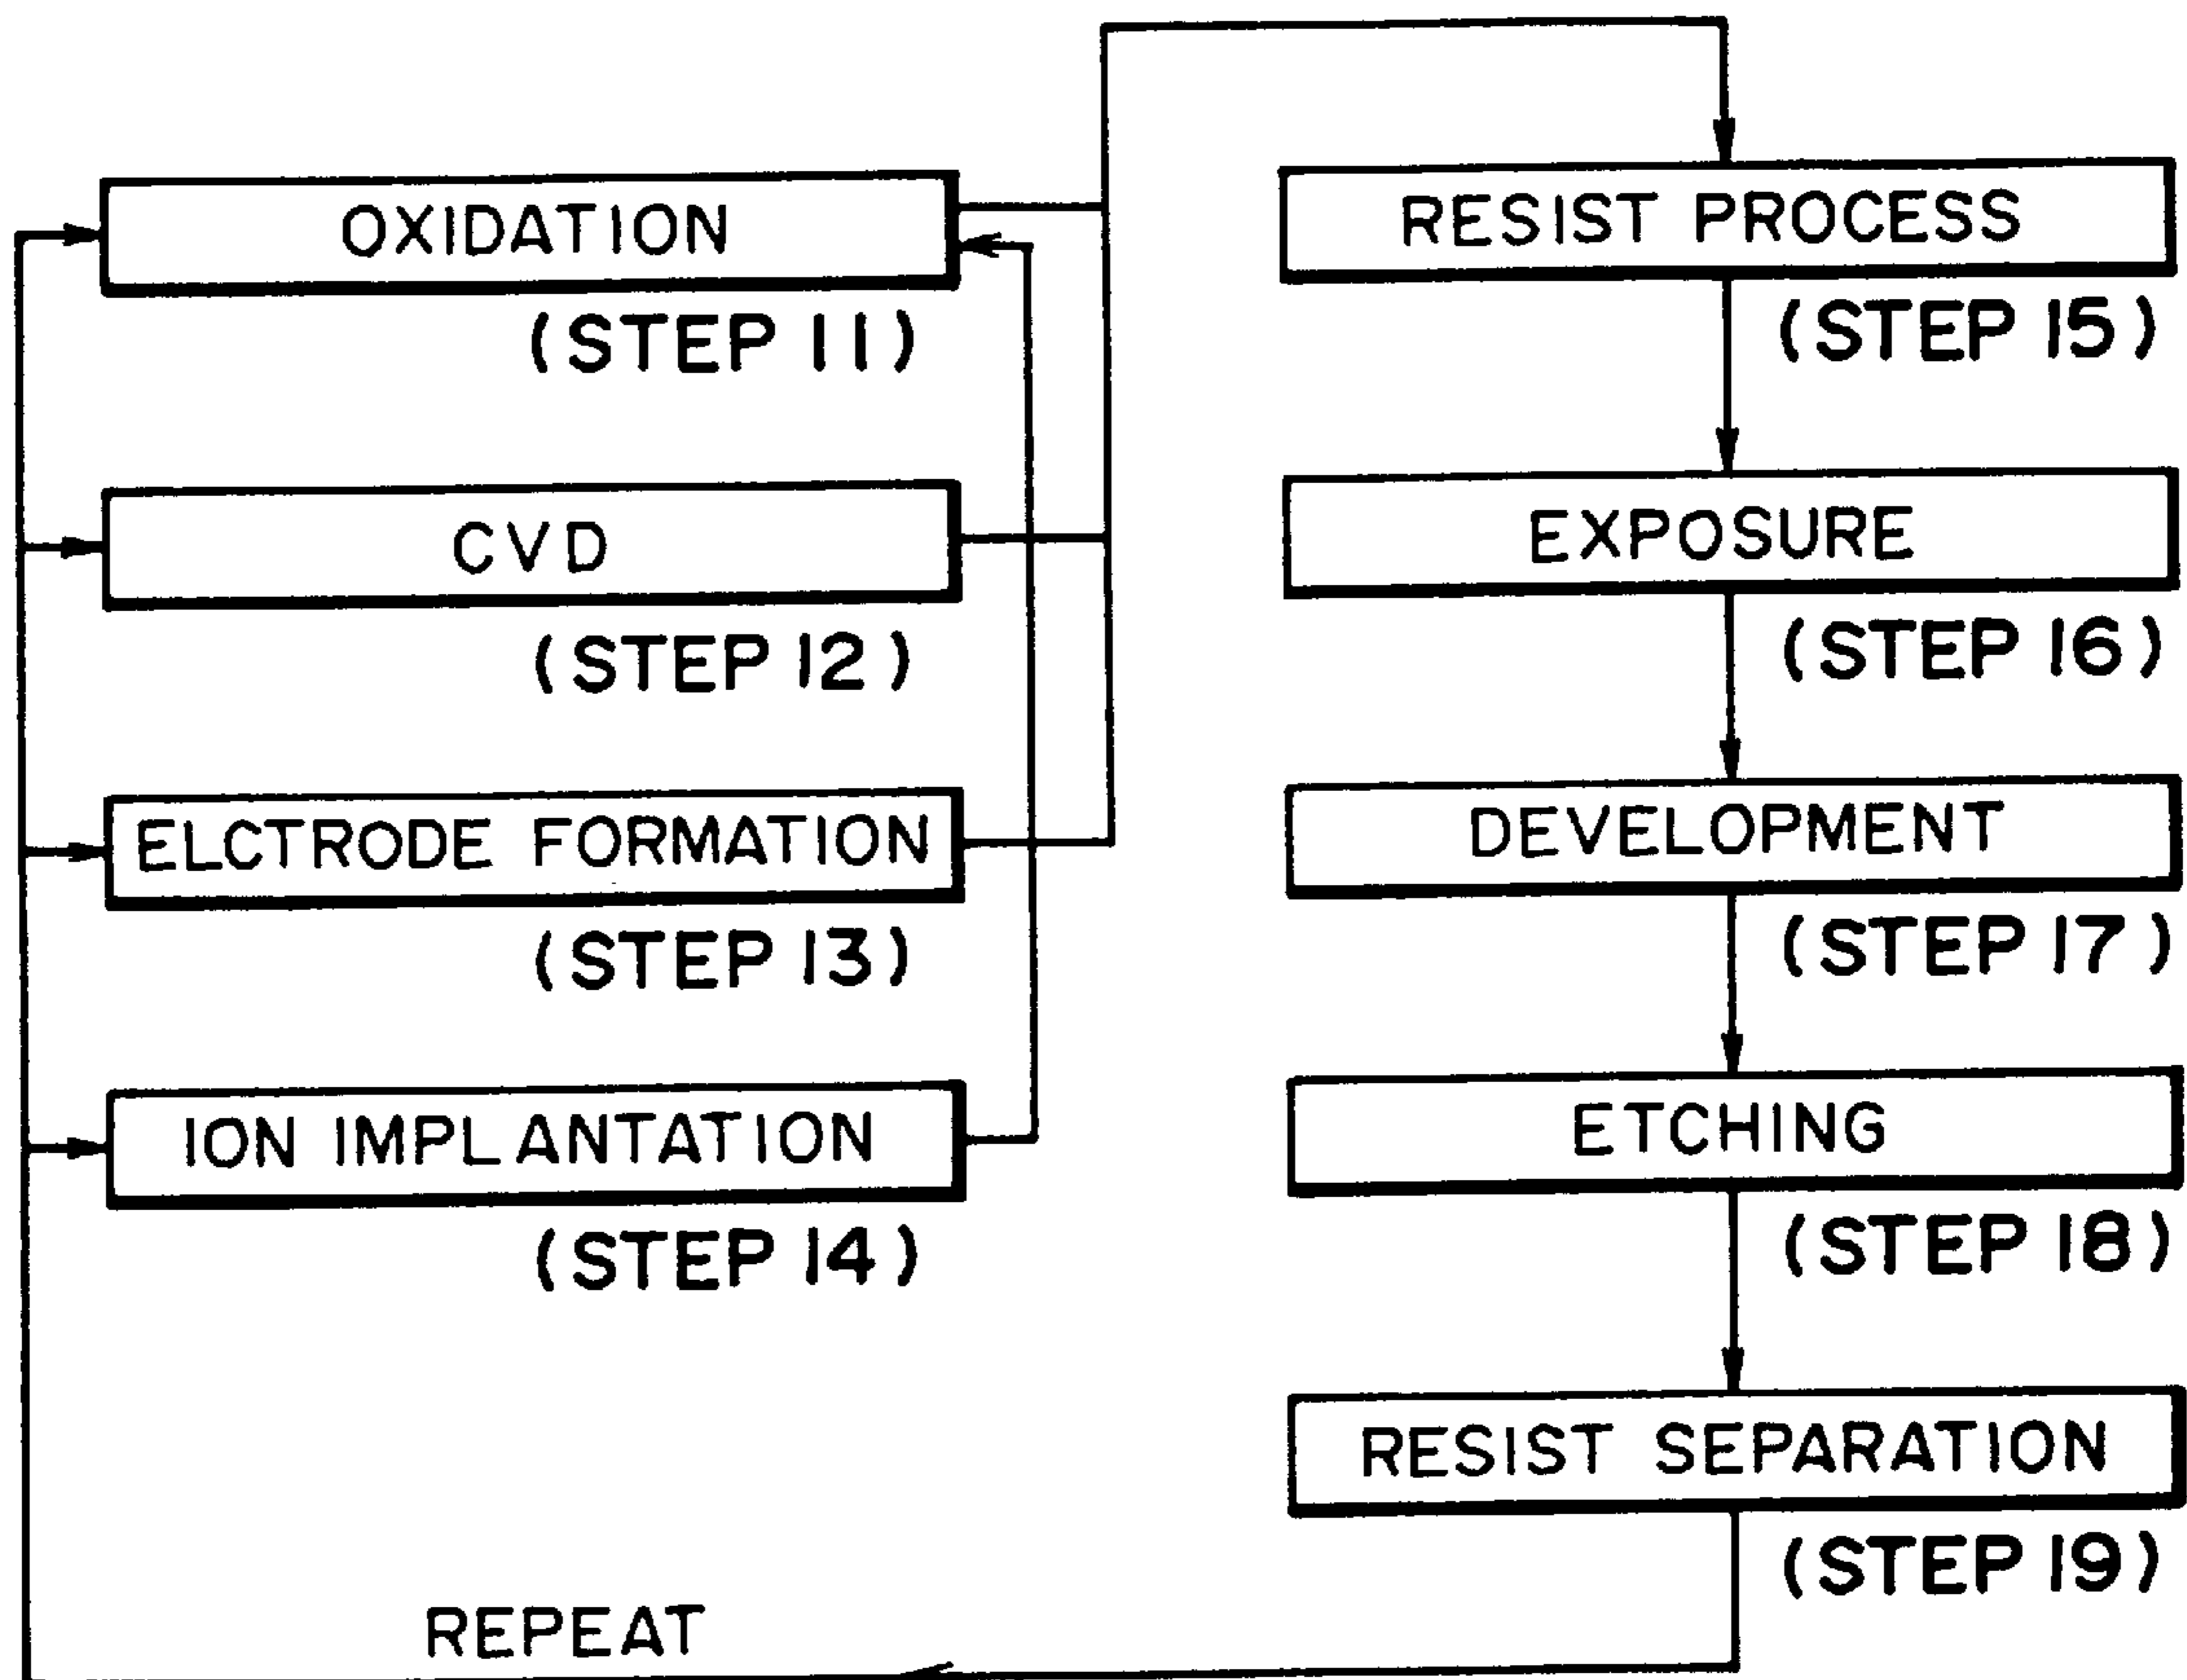 OXIDATION
(STEP 11)
CVD
(STEP 12)
ELCTRODE FORMATION
(STEP 13)
ION IMPLANTATION
(STEP 14)
RESIST PROCESS
(STEP 15)
EXPOSURE
(STEP 16)
DEVELOPMENT
(STEP 17)
ETCHING
(STEP 18)
RESIST SEPARATION
(STEP 19)
REPEAT